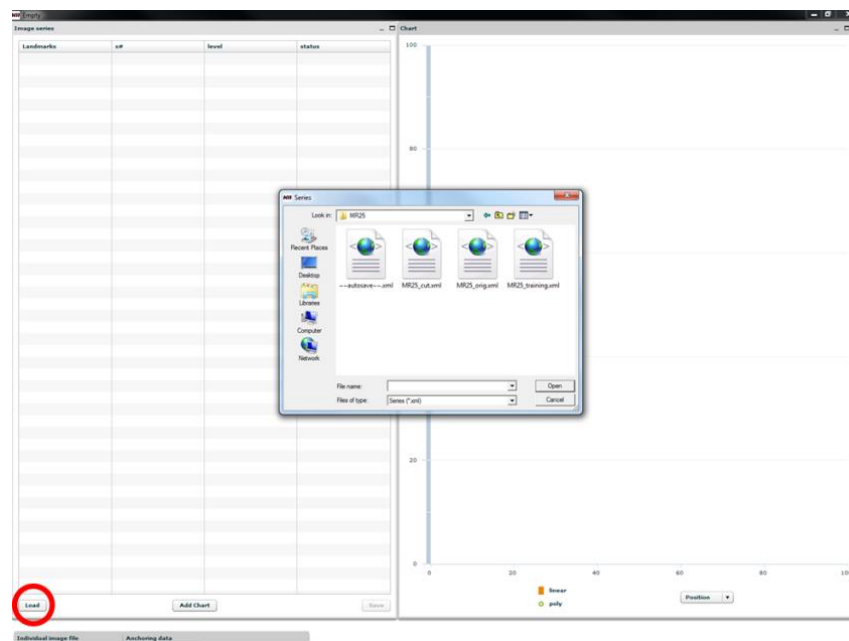 Empty
Image series
Chart
Landmarks s# level status
100
80
Series
Look in: MR25
Recent Places
Desktop
Libraries
Computer
Network
--autosave--.xml MR25_cut.xml MR25_orig.xml MR25_training.xml
File name: Open
Files of type: Series (*.xml) Cancel
20
0
0 20 40 60 80 10
linear
poly
Position
Load Add Chart Save
Individual image file Anchoring data